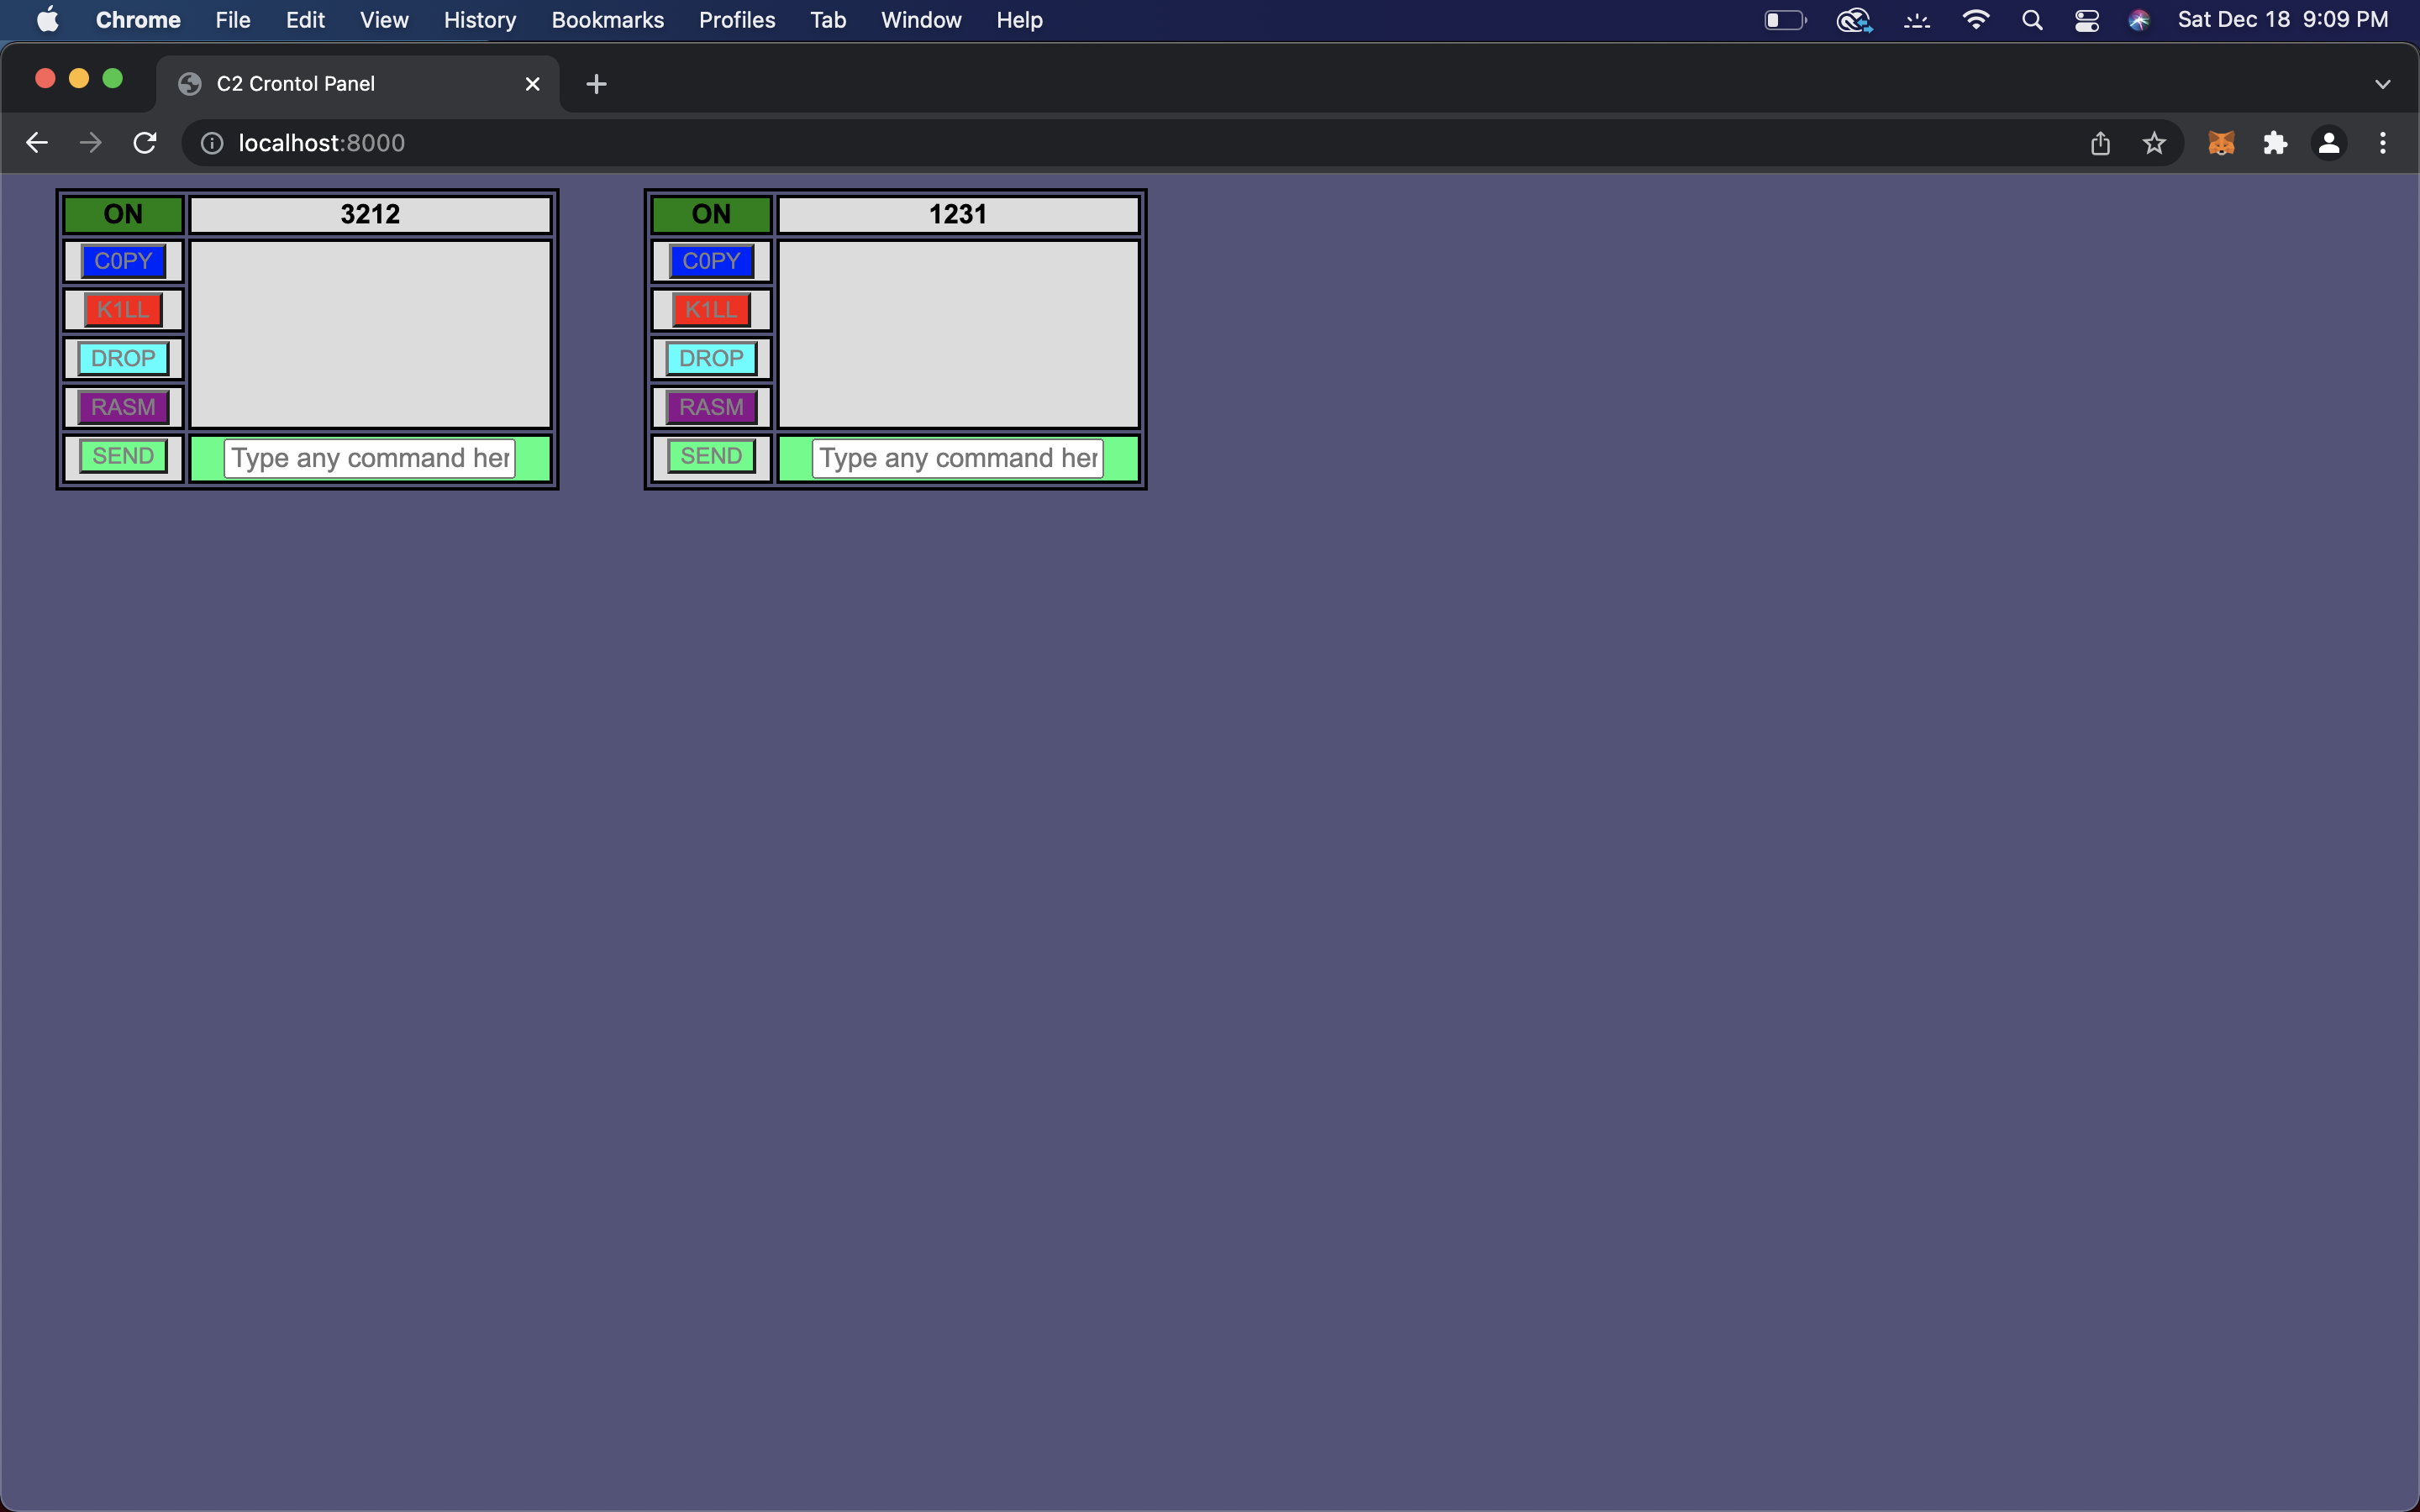 Chrome File Edit View History Bookmarks Profiles Tab Window Help Sat Dec 18 9:09 PM
C2 Crontol Panel
localhost:8000
ON 3212
C0PY
K1LL
DROP
RASM
SEND Type any command her
ON 1231
C0PY
K1LL
DROP
RASM
SEND Type any command her